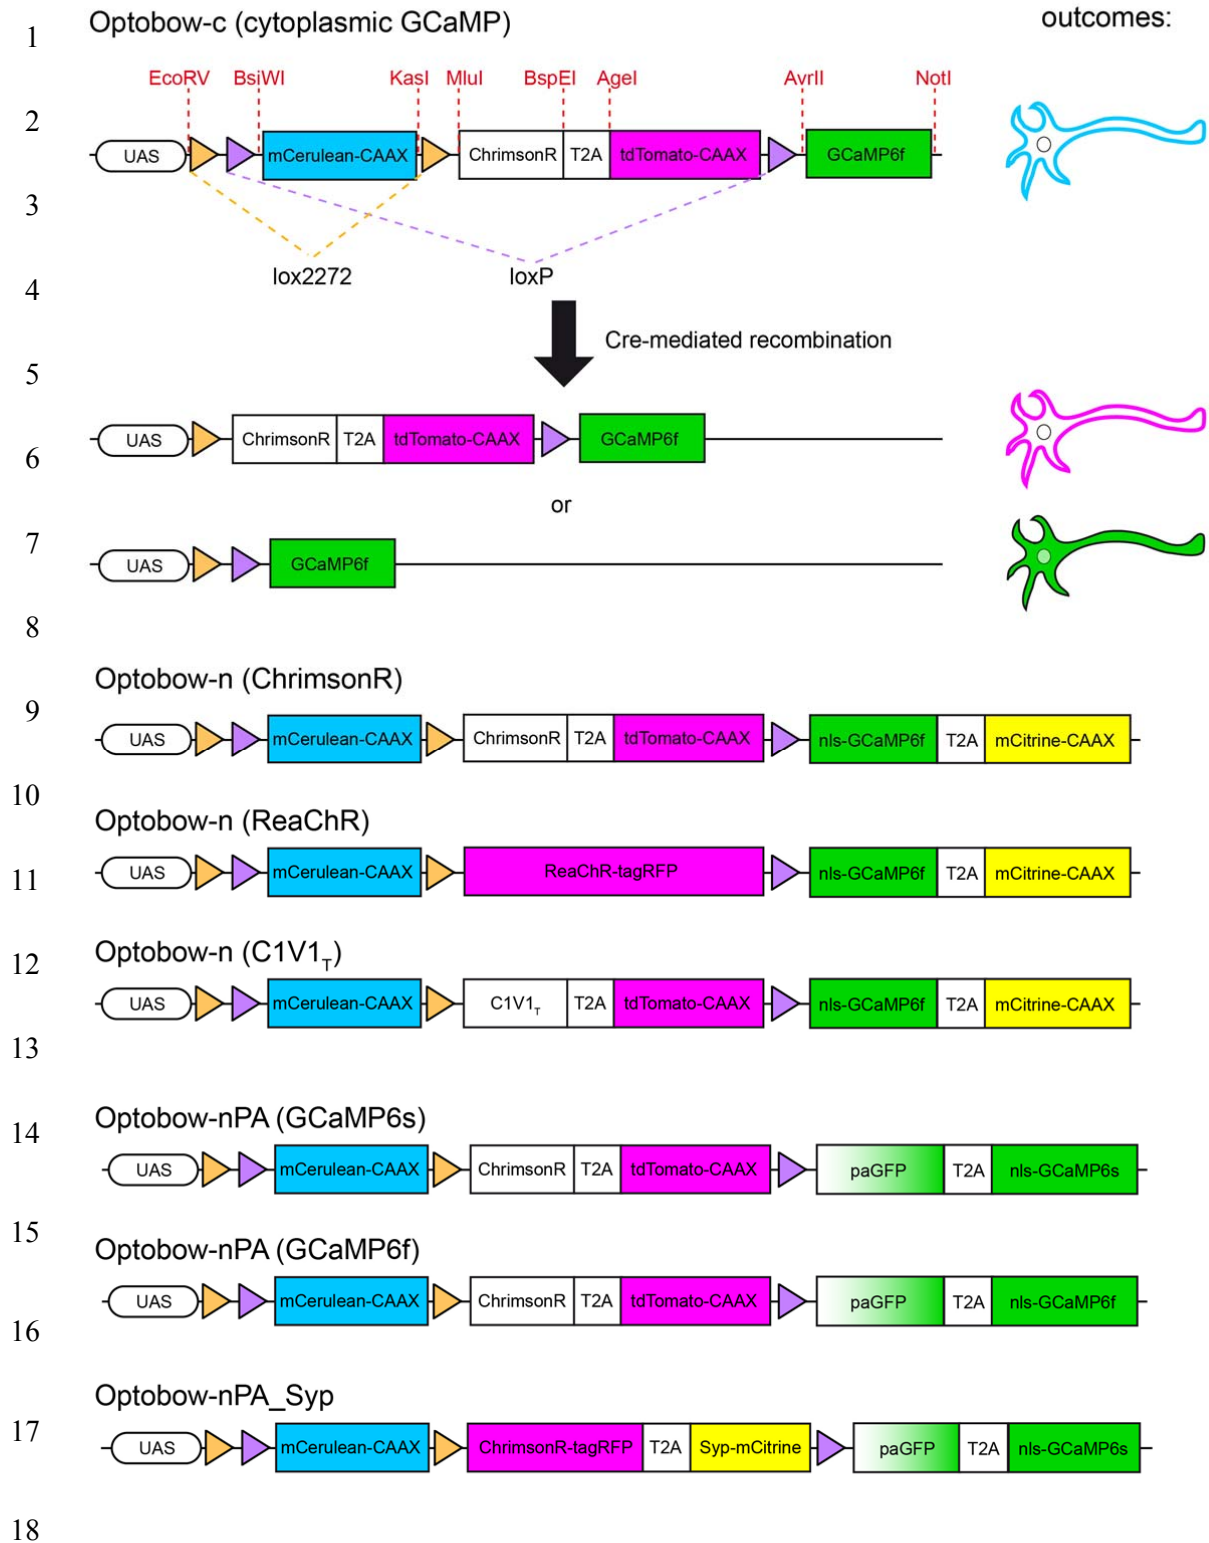 1 Optobow-c (cytoplasmic GCaMP) outcomes:
EcoRV BsiWI KasI MluI BspEI AgeI AvrII NotI
2
UAS mCerulean-CAAX ChrimsonR T2A tdTomato-CAAX GCaMP6f
3
4 lox2272 loxP
Cre-mediated recombination
5
UAS ChrimsonR T2A tdTomato-CAAX GCaMP6f
6
or
7
UAS GCaMP6f
8
Optobow-n (ChrimsonR)
9
UAS mCerulean-CAAX ChrimsonR T2A tdTomato-CAAX nls-GCaMP6f T2A mCitrine-CAAX
10
Optobow-n (ReaChR)
11 UAS mCerulean-CAAX ReaChR-tagRFP nls-GCaMP6f T2A mCitrine-CAAX
12 Optobow-n (C1V1T)
UAS mCerulean-CAAX C1V1T T2A tdTomato-CAAX nls-GCaMP6f T2A mCitrine-CAAX
13
14 Optobow-nPA (GCaMP6s)
UAS mCerulean-CAAX ChrimsonR T2A tdTomato-CAAX paGFP T2A nls-GCaMP6s
15
Optobow-nPA (GCaMP6f)
UAS mCerulean-CAAX ChrimsonR T2A tdTomato-CAAX paGFP T2A nls-GCaMP6f
16
Optobow-nPA_Syp
17
UAS mCerulean-CAAX ChrimsonR-tagRFP T2A Syp-mCitrine paGFP T2A nls-GCaMP6s
18